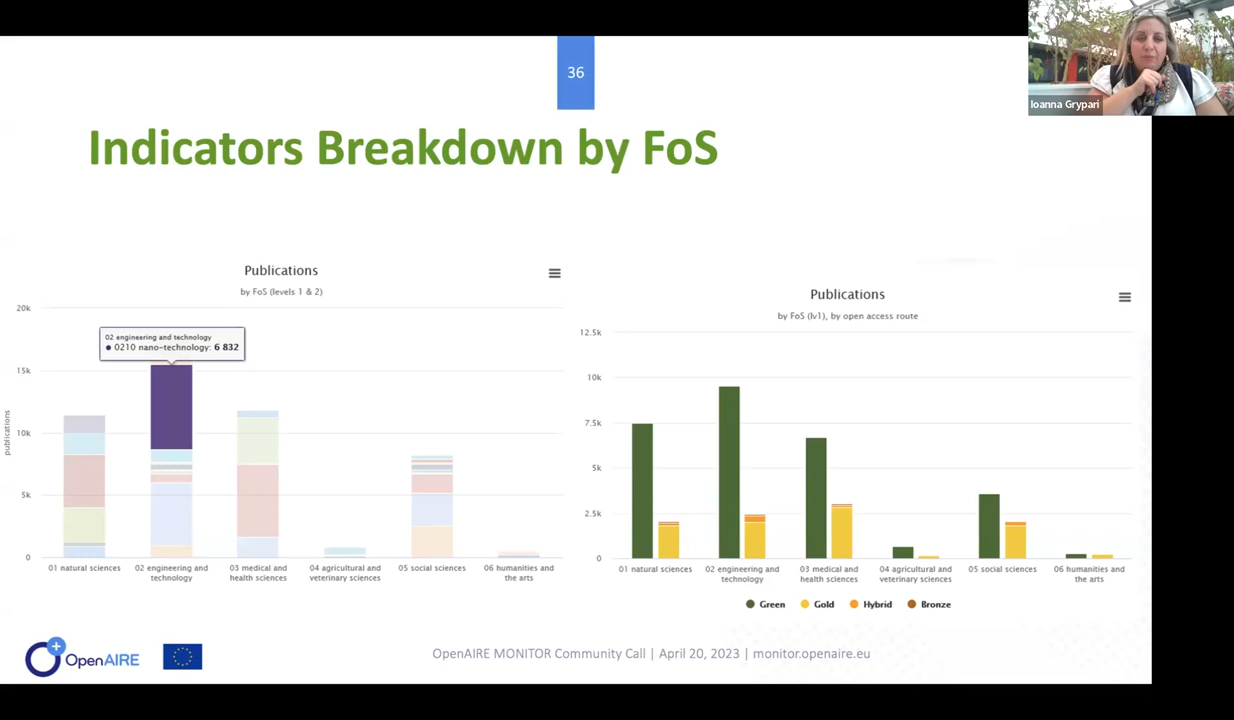 36
Ioanna Grypari
Indicators Breakdown by FoS
Publications
by FoS (levels 1 & 2)
20k
15k
10k
5k
0
publications
02 engineering and technology
0210 nano-technology: 6 832
01 natural sciences
02 engineering and
technology
03 medical and
health sciences
04 agricultural and
veterinary sciences
05 social sciences
06 humanities and
the arts
Publications
by FoS (lv1), by open access route
12.5k
10k
7.5k
5k
2.5k
0
01 natural sciences
02 engineering and
technology
03 medical and
health sciences
04 agricultural and
veterinary sciences
05 social sciences
06 humanities and
the arts
Green Gold Hybrid Bronze
OpenAIRE
OpenAIRE MONITOR Community Call | April 20, 2023 | monitor.openaire.eu